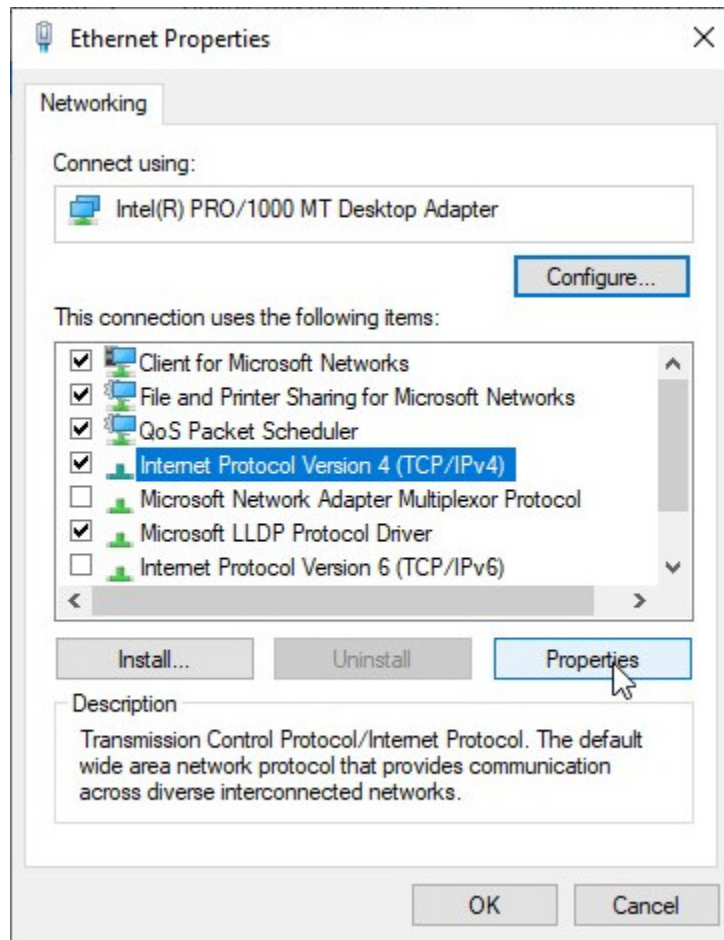 Ethernet Properties
Networking
Connect using:
Intel(R) PRO/1000 MT Desktop Adapter
Configure...
This connection uses the following items:
Client for Microsoft Networks
File and Printer Sharing for Microsoft Networks
QoS Packet Scheduler
Internet Protocol Version 4 (TCP/IPv4)
Microsoft Network Adapter Multiplexor Protocol
Microsoft LLDP Protocol Driver
Internet Protocol Version 6 (TCP/IPv6)
Install...
Uninstall
Properties
Description
Transmission Control Protocol/Internet Protocol. The default
wide area network protocol that provides communication
across diverse interconnected networks.
OK
Cancel